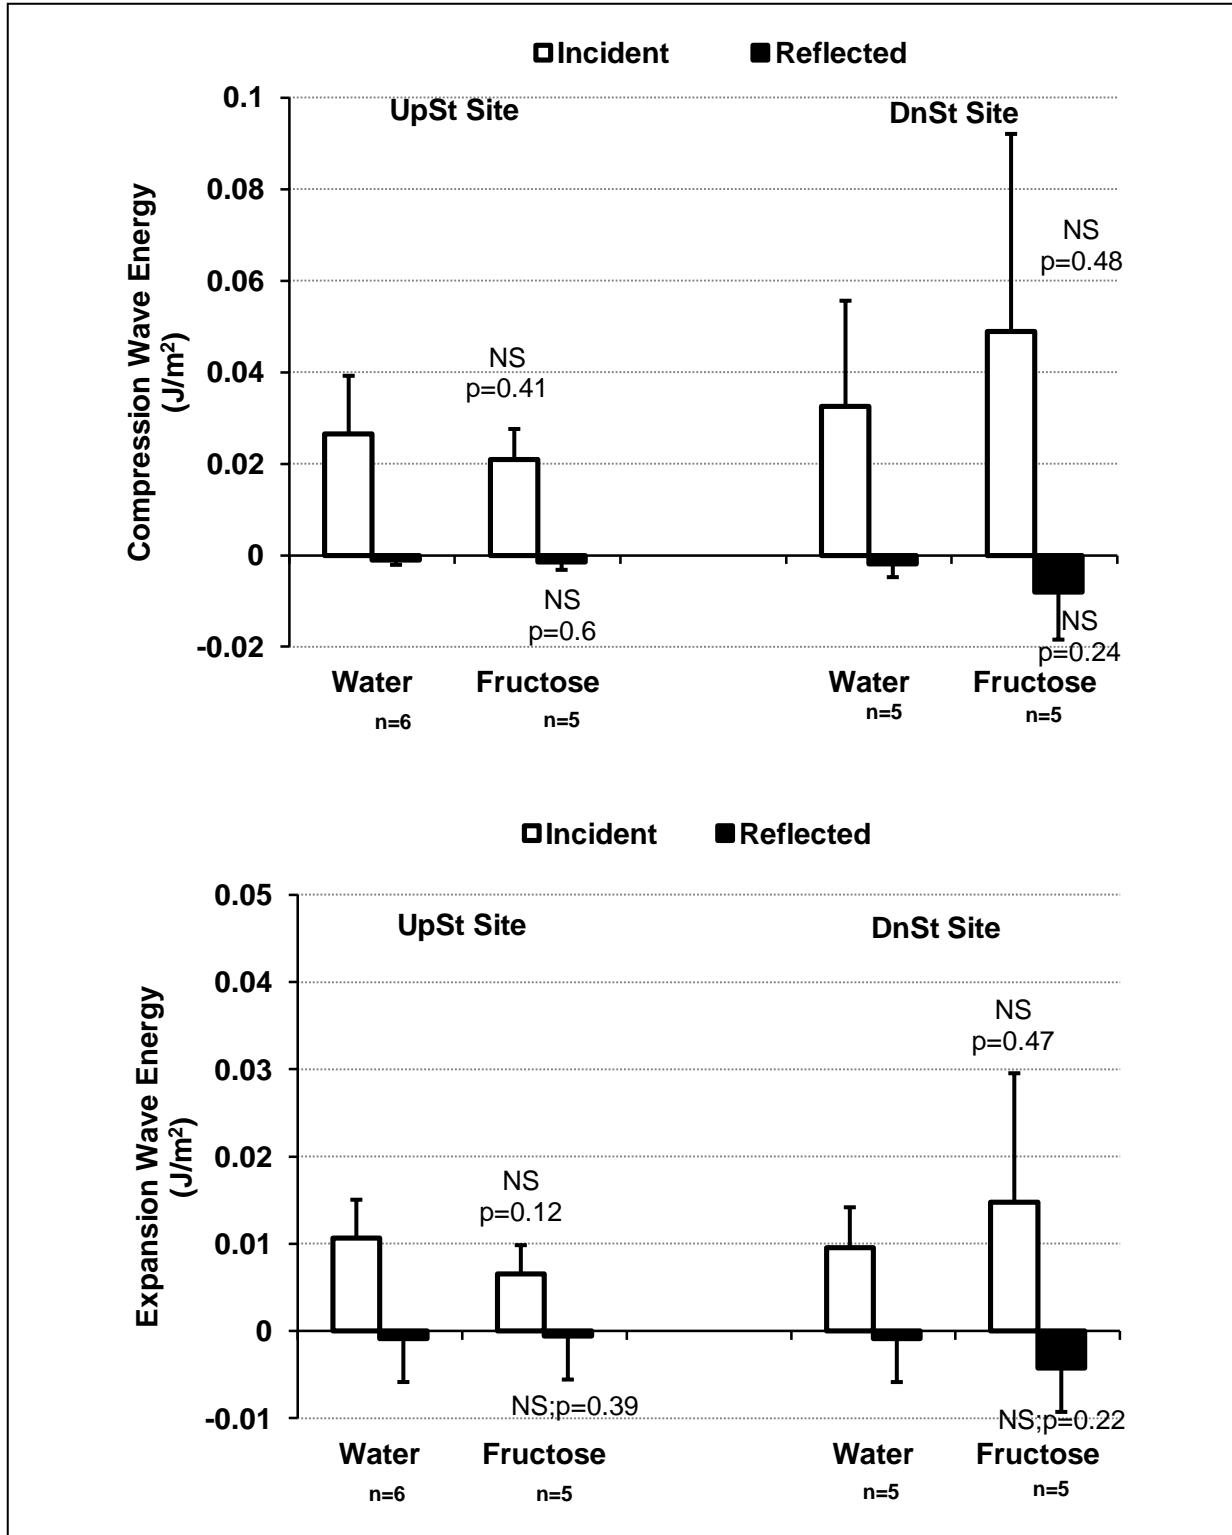 Incident Reflected
UpSt Site DnSt Site
Compression Wave Energy
(J/m²)
0.1
0.08
0.06
0.04
0.02
0
-0.02
NS
p=0.41
NS
p=0.6
NS
p=0.48
NS
p=0.24
Water Fructose Water Fructose
n=6 n=5 n=5 n=5
Incident Reflected
UpSt Site DnSt Site
Expansion Wave Energy
(J/m²)
0.05
0.04
0.03
0.02
0.01
0
-0.01
NS
p=0.12
NS;p=0.39
NS
p=0.47
NS;p=0.22
Water Fructose Water Fructose
n=6 n=5 n=5 n=5